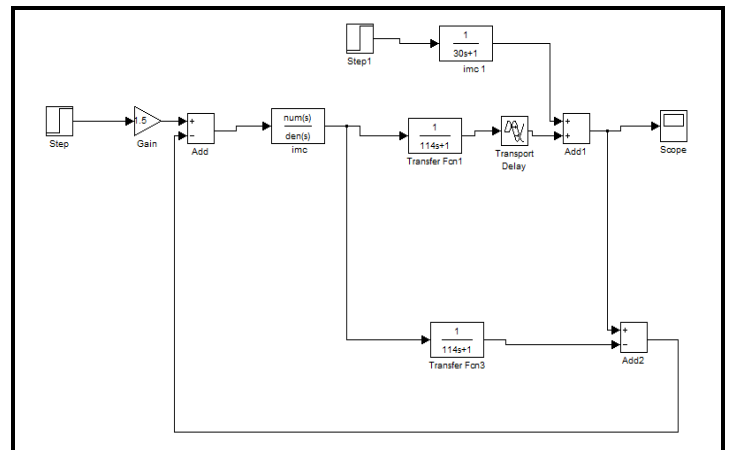 1
30s+1
Step1
imc 1
+
+
1.5
+
−
num(s)
den(s)
1
114s+1
Step
Gain
Add
imc
Transfer Fcn1
Transport
Delay
Add1
Scope
1
114s+1
+
−
Transfer Fcn3
Add2